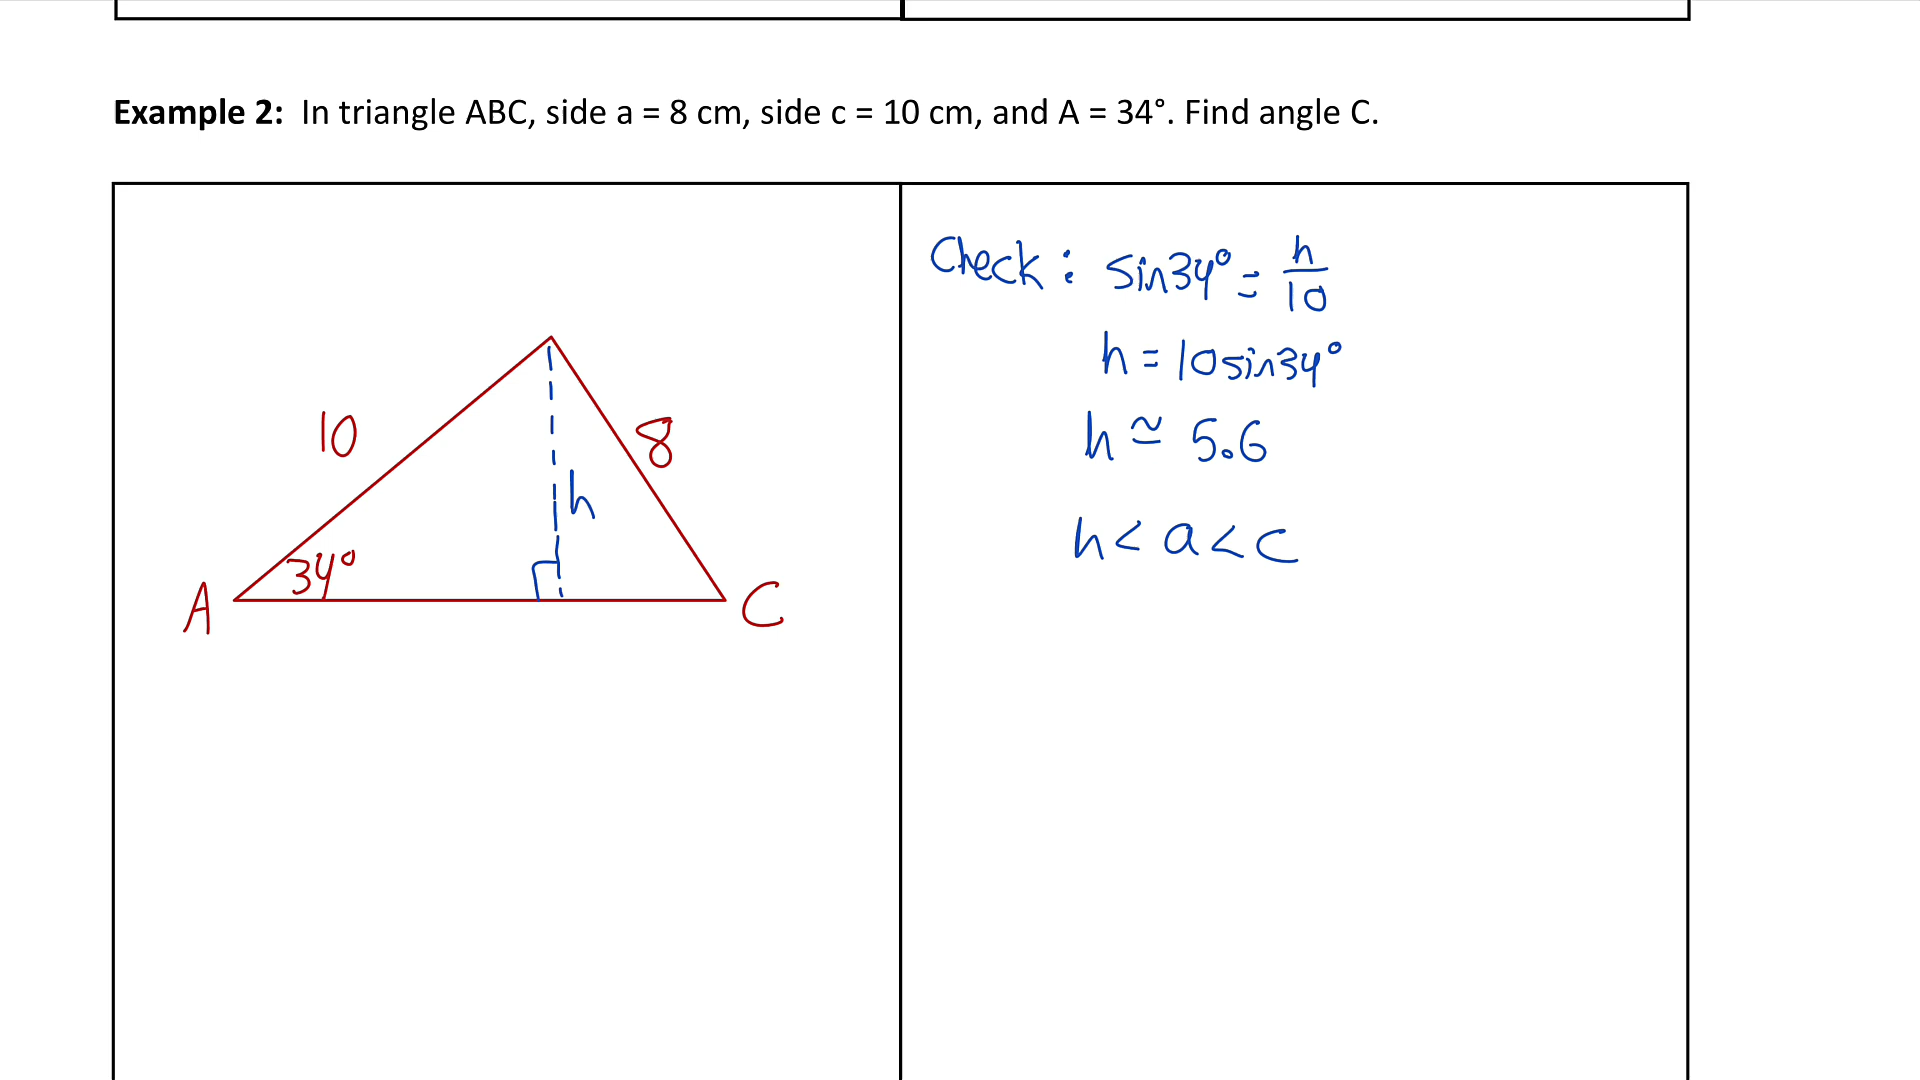 Example 2: In triangle ABC, side a = 8 cm, side c = 10 cm, and A = 34°. Find angle C.
10
8
h
34°
A
C
Check: sin34° = h/10
h = 10sin34°
h ≃ 5.6
h < a < c